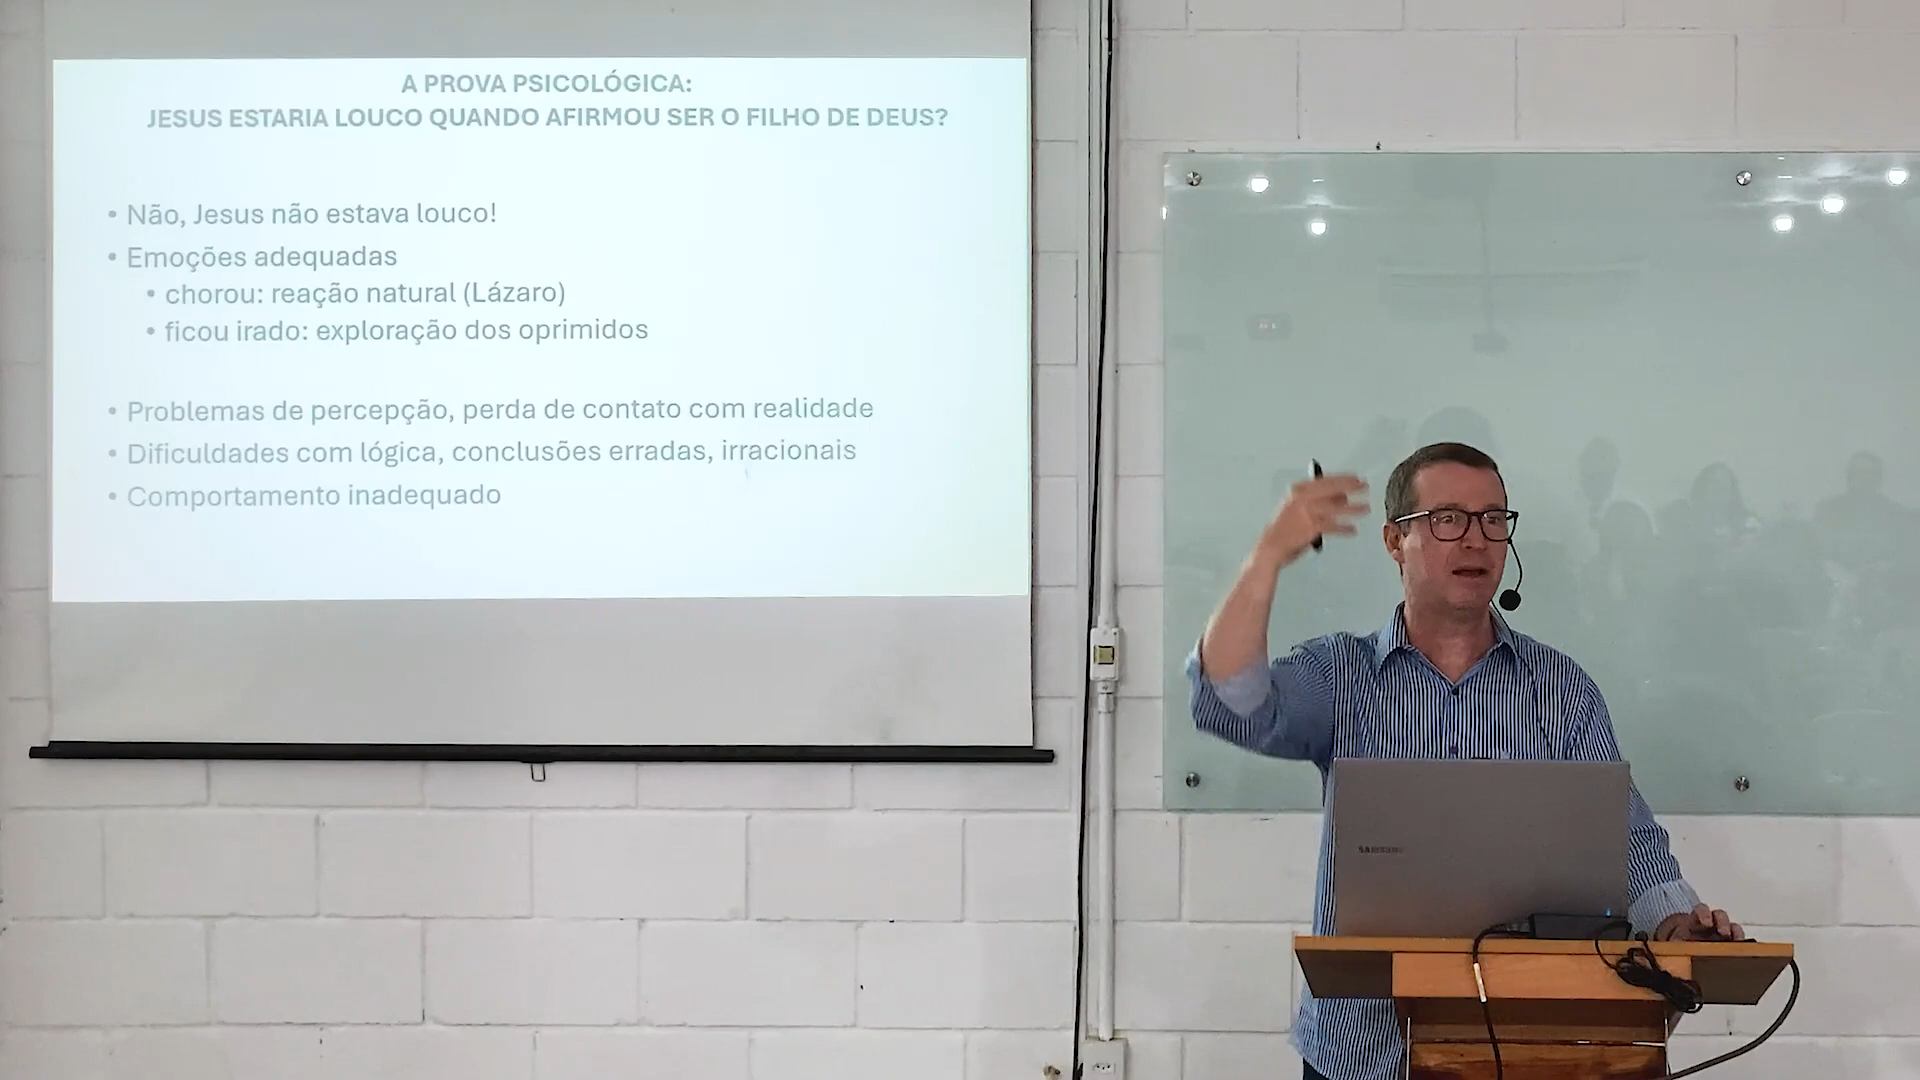 A PROVA PSICOLÓGICA:
JESUS ESTARIA LOUCO QUANDO AFIRMOU SER O FILHO DE DEUS?
• Não, Jesus não estava louco!
• Emoções adequadas
• chorou: reação natural (Lázaro)
• ficou irado: exploração dos oprimidos
• Problemas de percepção, perda de contato com realidade
• Dificuldades com lógica, conclusões erradas, irracionais
• Comportamento inadequado
SAMSUNG